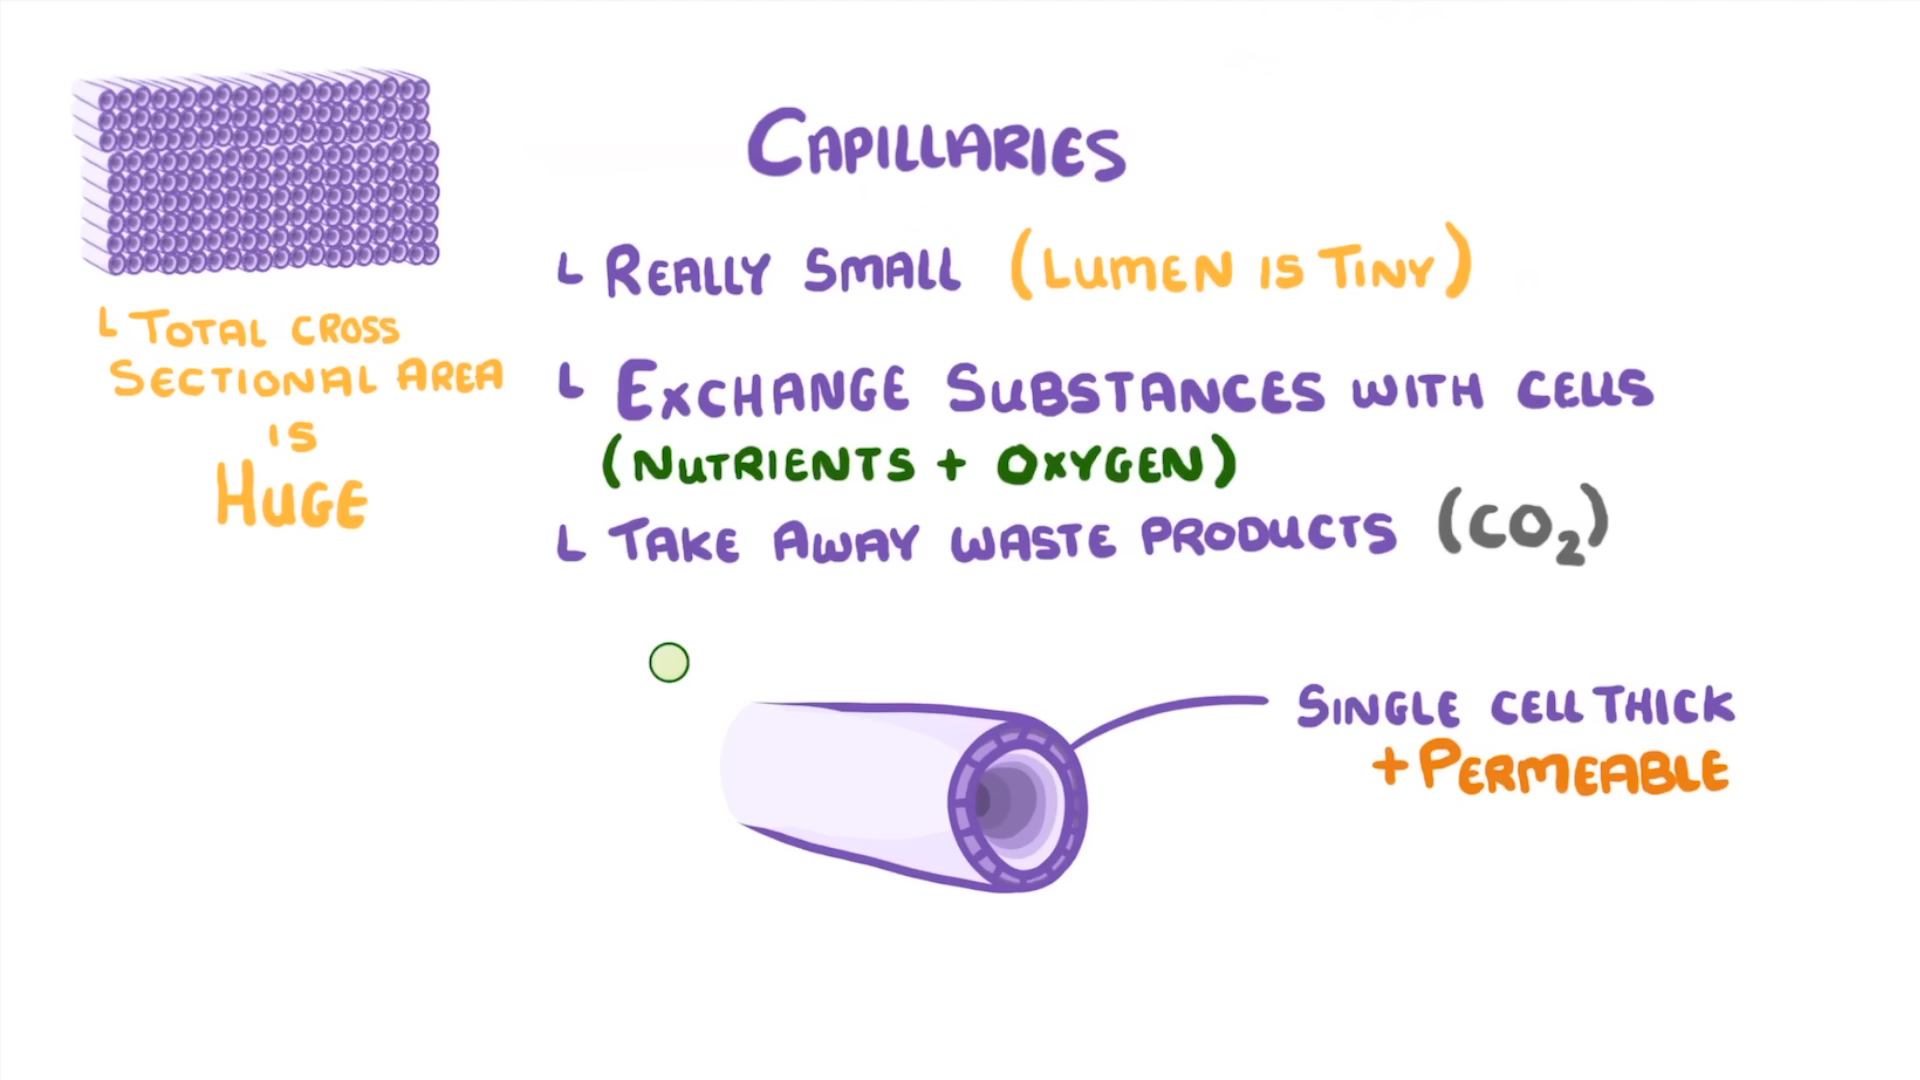 CAPILLARIES
└ REALLY SMALL (LUMEN IS TINY)
└ TOTAL CROSS
SECTIONAL AREA
IS
HUGE
└ EXCHANGE SUBSTANCES WITH CELLS
(NUTRIENTS + OXYGEN)
└ TAKE AWAY WASTE PRODUCTS (CO₂)
SINGLE CELL THICK
+ PERMEABLE